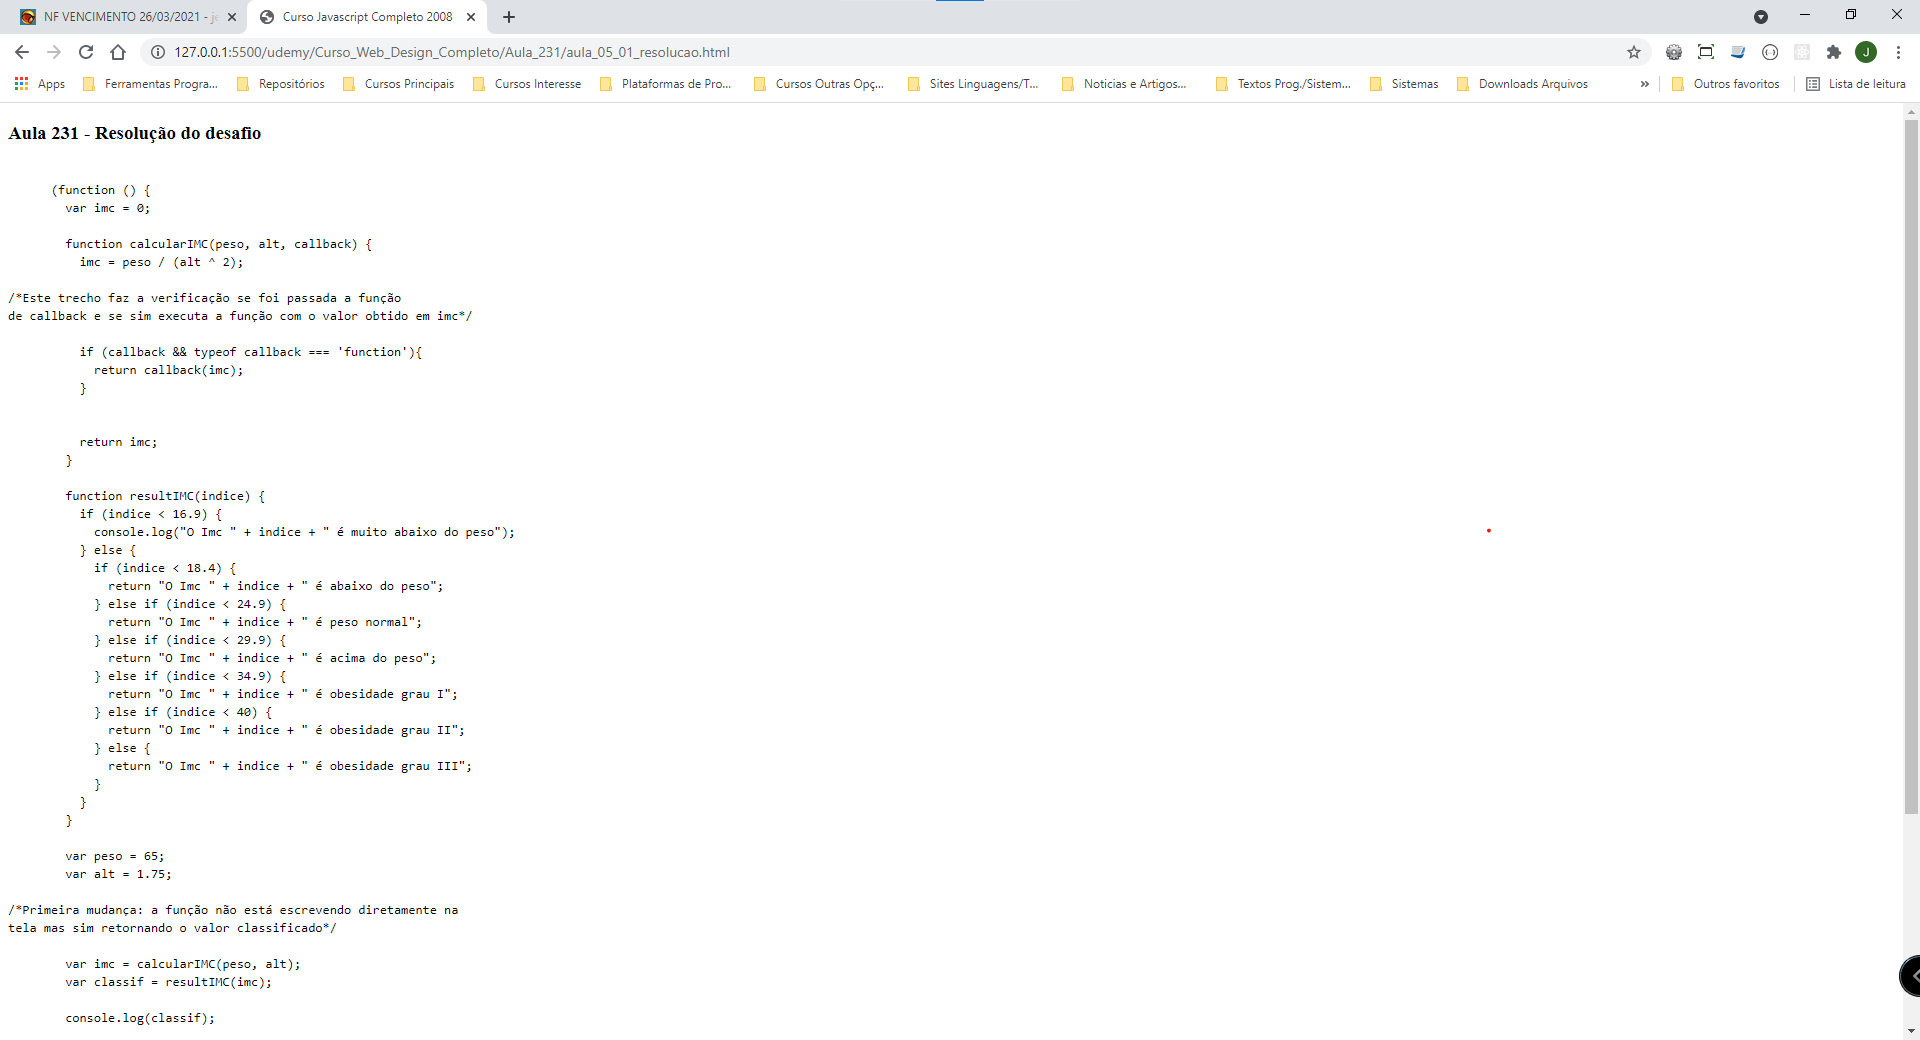 NF VENCIMENTO 26/03/2021 - je
Curso Javascript Completo 2008
127.0.0.1:5500/udemy/Curso_Web_Design_Completo/Aula_231/aula_05_01_resolucao.html
J
Apps
Ferramentas Progra...
Repositórios
Cursos Principais
Cursos Interesse
Plataformas de Pro...
Cursos Outras Opç...
Sites Linguagens/T...
Noticias e Artigos...
Textos Prog./Sistem...
Sistemas
Downloads Arquivos
»
Outros favoritos
Lista de leitura
Aula 231 - Resolução do desafio
(function () {
var imc = 0;
function calcularIMC(peso, alt, callback) {
imc = peso / (alt ^ 2);
/*Este trecho faz a verificação se foi passada a função
de callback e se sim executa a função com o valor obtido em imc*/
if (callback && typeof callback === 'function'){
return callback(imc);
}
return imc;
}
function resultIMC(indice) {
if (indice < 16.9) {
console.log("O Imc " + indice + " é muito abaixo do peso");
} else {
if (indice < 18.4) {
return "O Imc " + indice + " é abaixo do peso";
} else if (indice < 24.9) {
return "O Imc " + indice + " é peso normal";
} else if (indice < 29.9) {
return "O Imc " + indice + " é acima do peso";
} else if (indice < 34.9) {
return "O Imc " + indice + " é obesidade grau I";
} else if (indice < 40) {
return "O Imc " + indice + " é obesidade grau II";
} else {
return "O Imc " + indice + " é obesidade grau III";
}
}
}
var peso = 65;
var alt = 1.75;
/*Primeira mudança: a função não está escrevendo diretamente na
tela mas sim retornando o valor classificado*/
var imc = calcularIMC(peso, alt);
var classif = resultIMC(imc);
console.log(classif);